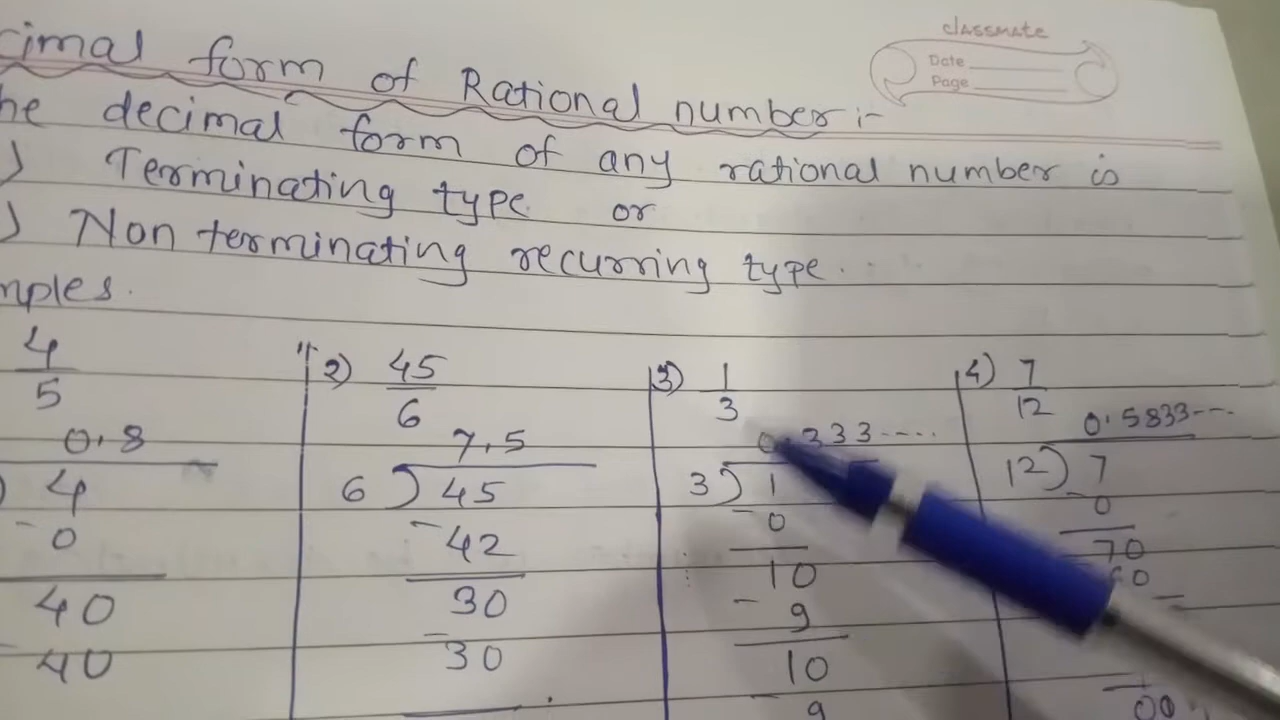 classmate
Date
Page
cimal form of Rational number :-
he decimal form of any rational number is
) Terminating type or
) Non terminating recurring type.
mples.
4
5
0.8
) 4
- 0
40
- 40
2) 45
6
7.5
6 ) 45
- 42
30
- 30
3) 1
3
0.333....
3 ) 1
- 0
10
- 9
10
- 9
4) 7
12
0.5833---
12 ) 7
- 0
70
00